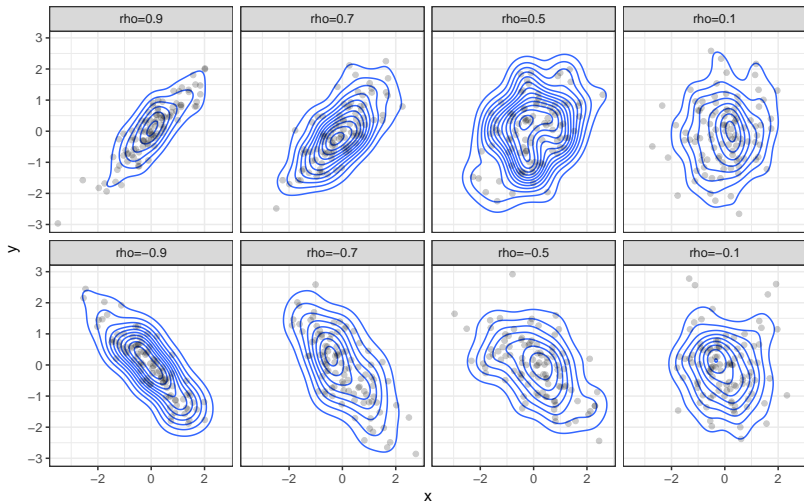 rho=0.9 rho=0.7 rho=0.5 rho=0.1
3
2
1
0
−1
−2
−3
y
rho=−0.9 rho=−0.7 rho=−0.5 rho=−0.1
3
2
1
0
−1
−2
−3
−2 0 2 −2 0 2 −2 0 2 −2 0 2
x